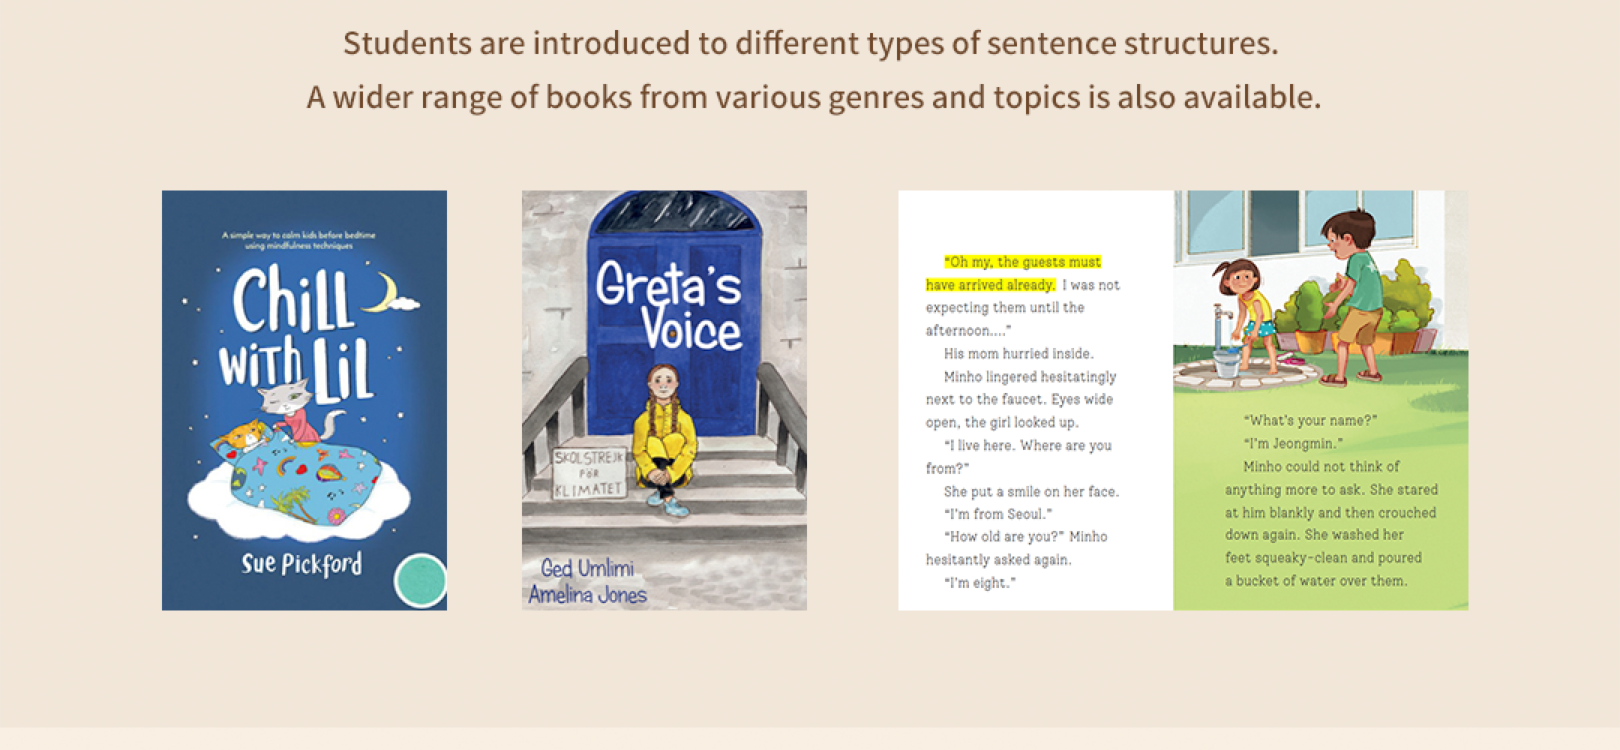 Students are introduced to different types of sentence structures.
A wider range of books from various genres and topics is also available.
A simple way to calm kids before bedtime
using mindfulness techniques
Chill
with Lil
Sue Pickford
Greta's
Voice
SKOLSTREJK
FÖR
KLIMATET
Ged Umlimi
Amelina Jones
“Oh my, the guests must
have arrived already. I was not
expecting them until the
afternoon....”
His mom hurried inside.
Minho lingered hesitatingly
next to the faucet. Eyes wide
open, the girl looked up.
“I live here. Where are you
from?”
She put a smile on her face.
“I'm from Seoul.”
“How old are you?” Minho
hesitantly asked again.
“I'm eight.”
“What's your name?”
“I'm Jeongmin.”
Minho could not think of
anything more to ask. She stared
at him blankly and then crouched
down again. She washed her
feet squeaky-clean and poured
a bucket of water over them.